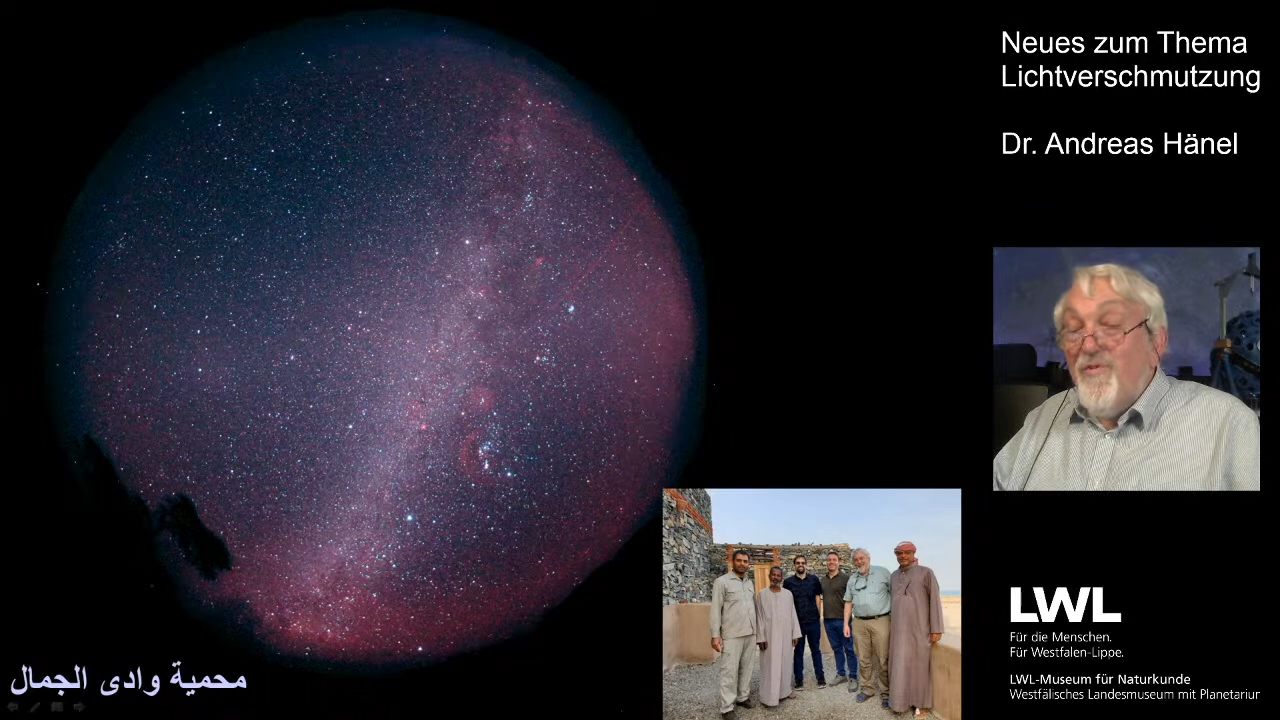 Neues zum Thema
Lichtverschmutzung
Dr. Andreas Hänel
محمية وادى الجمال
LWL
Für die Menschen.
Für Westfalen-Lippe.
LWL-Museum für Naturkunde
Westfälisches Landesmuseum mit Planetarium